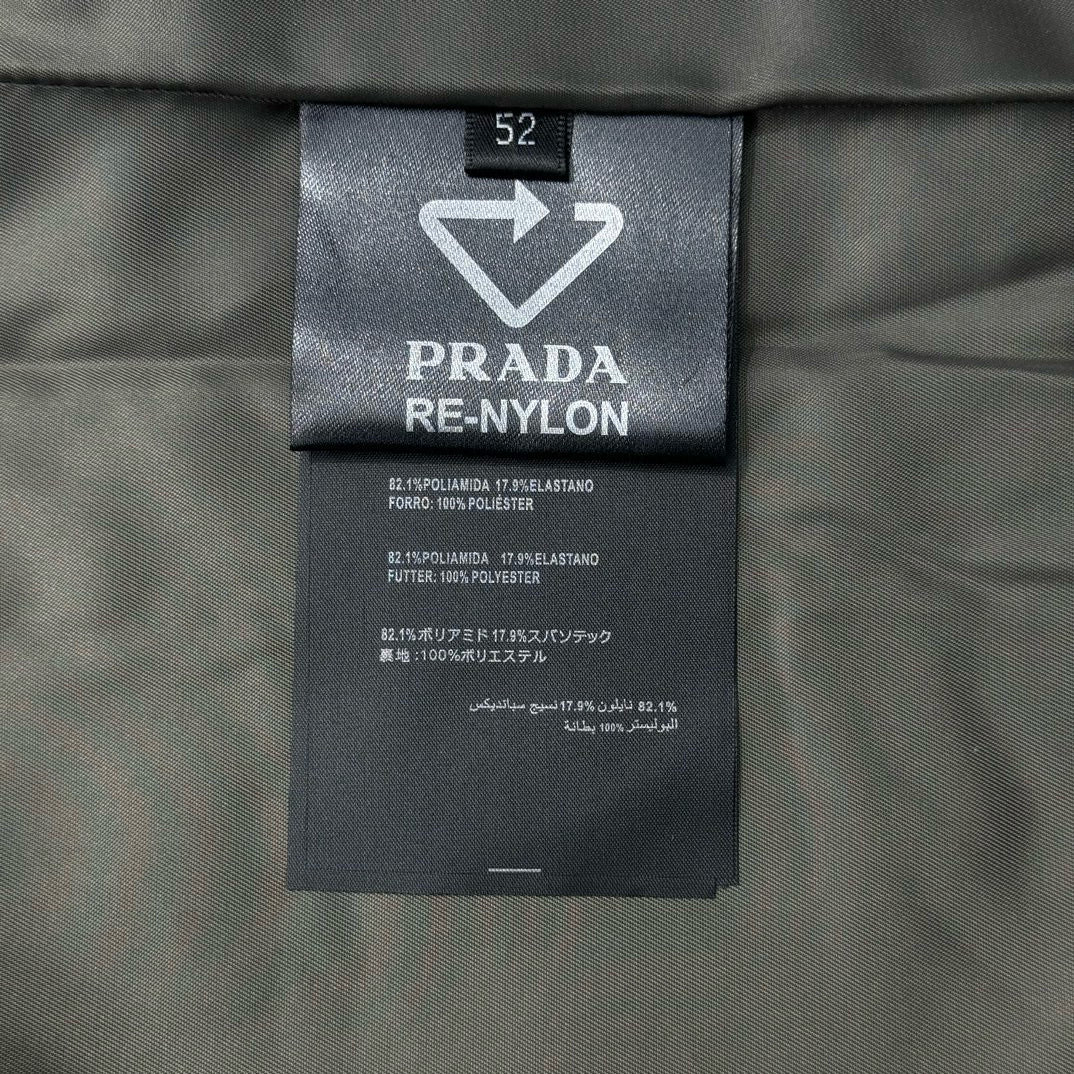 52
PRADA
RE-NYLON
82.1%POLIAMIDA 17.9%ELASTANO
FORRO: 100% POLIÉSTER
82.1%POLIAMIDA 17.9%ELASTANO
FUTTER: 100% POLYESTER
82.1%ポリアミド 17.9%スパソテック
裏地 :100%ポリエステル
82.1% نايلون 17.9% نسيج سبانديكس
البوليستر 100% بطانة